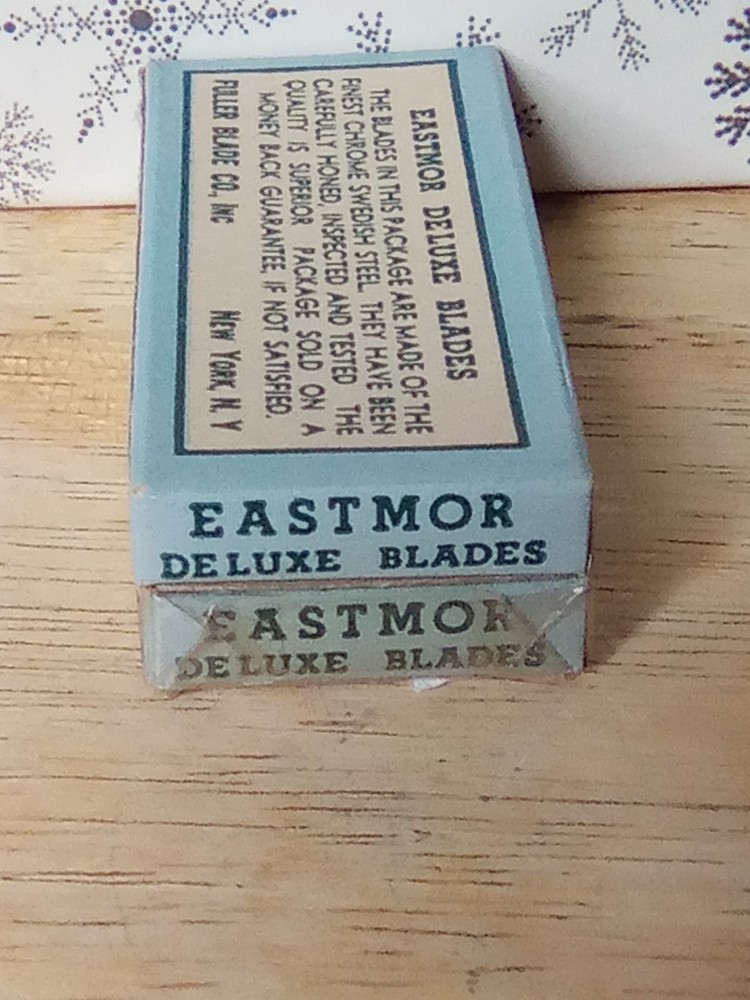 EASTMOR DELUXE BLADES
THE BLADES IN THIS PACKAGE ARE MADE OF THE
FINEST CHROME SWEDISH STEEL. THEY HAVE BEEN
CAREFULLY HONED, INSPECTED AND TESTED THE
QUALITY IS SUPERIOR PACKAGE SOLD ON A
MONEY BACK GUARANTEE, IF NOT SATISFIED.
FULLER BLADE CO., INC NEW YORK, N. Y
EASTMOR
DELUXE BLADES
EASTMOR
DELUXE BLADES